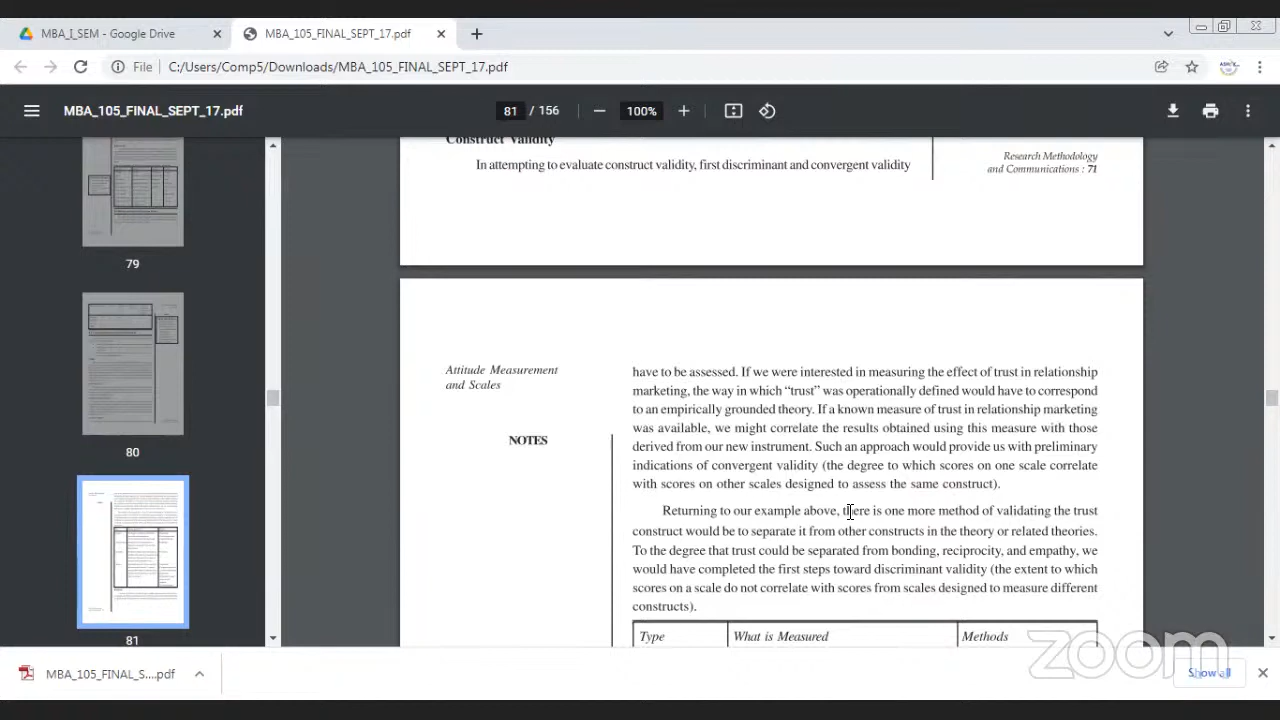 MBA_I_SEM - Google Drive
MBA_105_FINAL_SEPT_17.pdf
File
C:/Users/Comp5/Downloads/MBA_105_FINAL_SEPT_17.pdf
MBA_105_FINAL_SEPT_17.pdf
81 / 156
100%
79
80
81
Construct Validity
In attempting to evaluate construct validity, first discriminant and convergent validity
Research Methodology
and Communications : 71
Attitude Measurement
and Scales
NOTES
have to be assessed. If we were interested in measuring the effect of trust in relationship
marketing, the way in which “trust” was operationally defined would have to correspond
to an empirically grounded theory. If a known measure of trust in relationship marketing
was available, we might correlate the results obtained using this measure with those
derived from our new instrument. Such an approach would provide us with preliminary
indications of convergent validity (the degree to which scores on one scale correlate
with scores on other scales designed to assess the same construct).
Returning to our example above, there is one more method of validating the trust
construct would be to separate it from other constructs in the theory or related theories.
To the degree that trust could be separated from bonding, reciprocity, and empathy, we
would have completed the first steps toward discriminant validity (the extent to which
scores on a scale do not correlate with scores from scales designed to measure different
constructs).
Type What is Measured Methods
MBA_105_FINAL_S....pdf
Show all
zoom